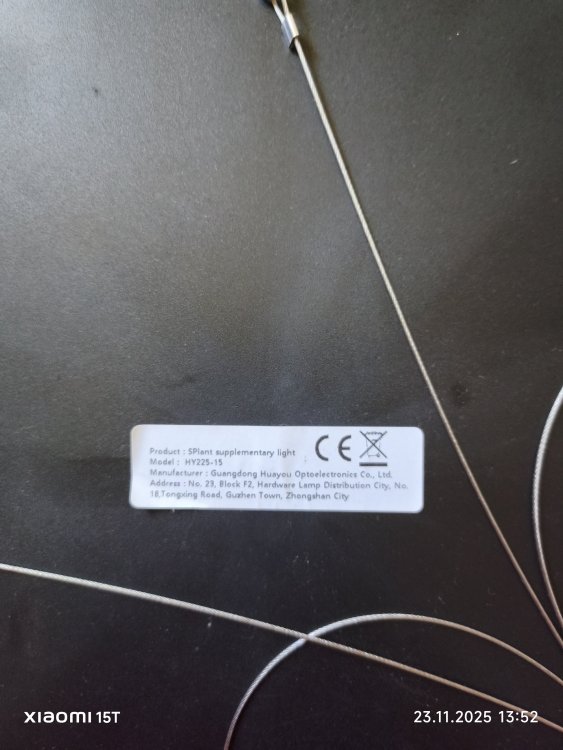 Product : SPlant supplementary light
Model : HY225-15
Manufacturer : Guangdong Huayou Optoelectronics Co., Ltd.
Address : No. 23, Block F2, Hardware Lamp Distribution City, No.
18,Tongxing Road, Guzhen Town, Zhongshan City
CE
XIAOMI 15T
23.11.2025 13:52